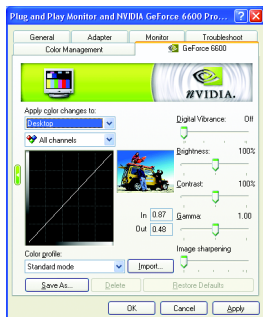 Plug and Play Monitor and NVIDIA GeForce 6600 Pro...
General Adapter Monitor Troubleshoot
Color Management GeForce 6600
NVIDIA.
Apply color changes to:
Desktop
All channels
Digital Vibrance: Off
Brightness: 100%
Contrast: 100%
In 0.87 Gamma: 1.00
Out 0.48
Image sharpening
Color profile:
Standard mode
Import...
Save As... Delete Restore Defaults
OK Cancel Apply